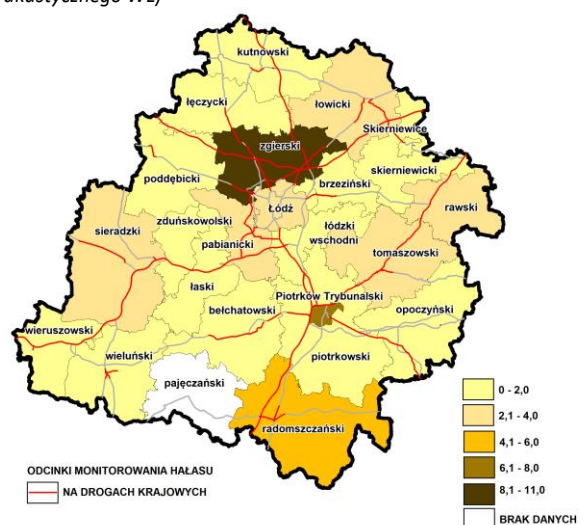 akustycznego WL)
kutnowski
łęczycki
łowicki
Skierniewice
zgierski
skierniewicki
poddębicki
brzeziński
Łódź
rawski
zduńskowolski
łódzki
wschodni
sieradzki
pabianicki
tomaszowski
łaski
Piotrków Trybunalski
bełchatowski
opoczyński
wieruszowski
wieluński
piotrkowski
pajęczański
radomszczański
0 - 2,0
2,1 - 4,0
4,1 - 6,0
6,1 - 8,0
8,1 - 11,0
BRAK DANYCH
ODCINKI MONITOROWANIA HAŁASU
NA DROGACH KRAJOWYCH